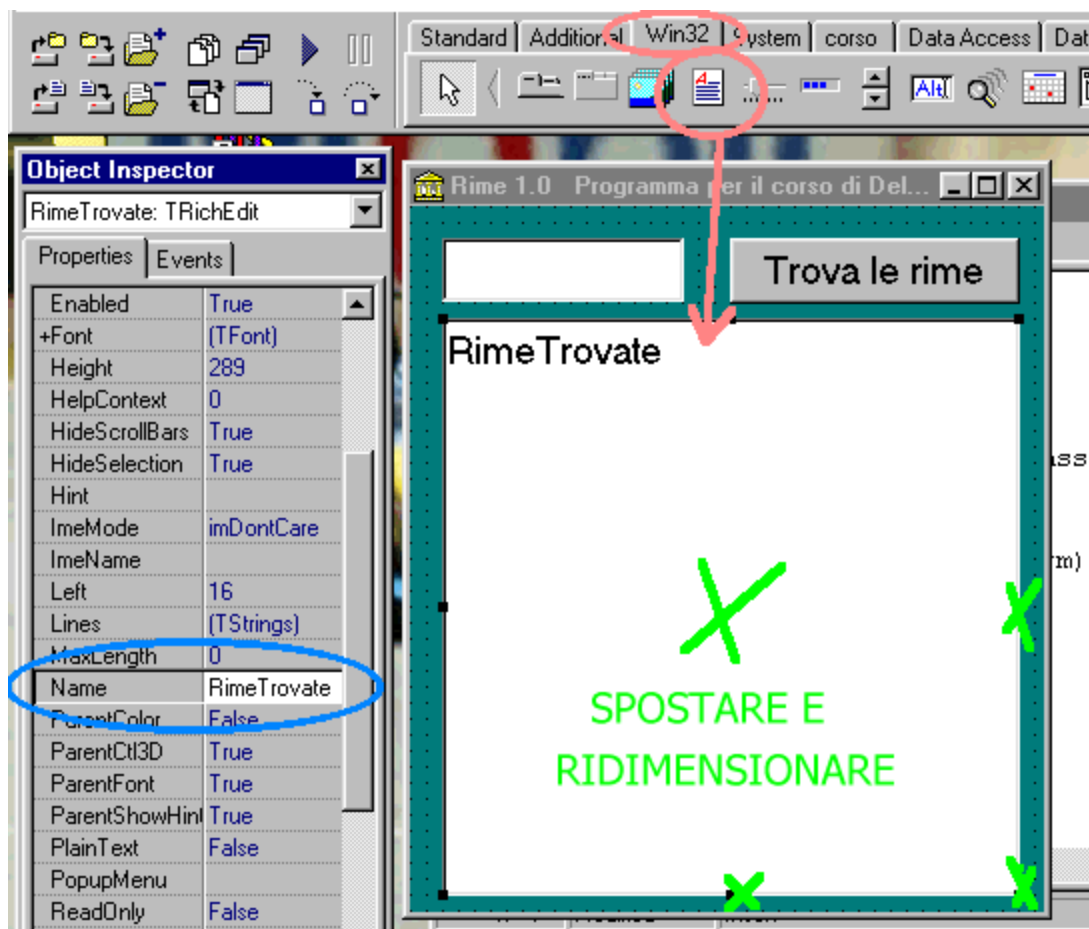 Standard Additional Win32 System corso Data Access Dat
Object Inspector
RimeTrovate: TRichEdit
Properties Events
Enabled True
+Font (TFont)
Height 289
HelpContext 0
HideScrollBars True
HideSelection True
Hint
ImeMode imDontCare
ImeName
Left 16
Lines (TStrings)
MaxLength 0
Name RimeTrovate
ParentColor False
ParentCtl3D True
ParentFont True
ParentShowHin True
PlainText False
PopupMenu
ReadOnly False
Rime 1.0 Programma per il corso di Del...
Trova le rime
RimeTrovate
SPOSTARE E
RIDIMENSIONARE
ass
m)